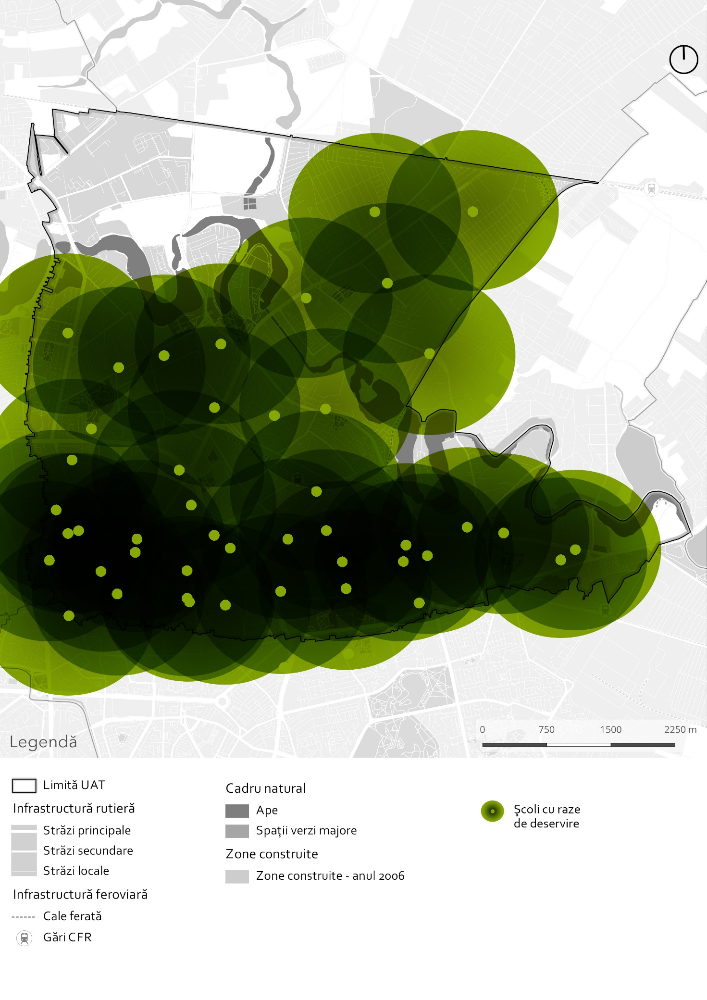 0 750 1500 2250 m
Legendă
Limită UAT
Infrastructură rutieră
Străzi principale
Străzi secundare
Străzi locale
Infrastructură feroviară
Cale ferată
Gări CFR
Cadru natural
Ape
Spații verzi majore
Zone construite
Zone construite - anul 2006
Şcoli cu raze
de deservire